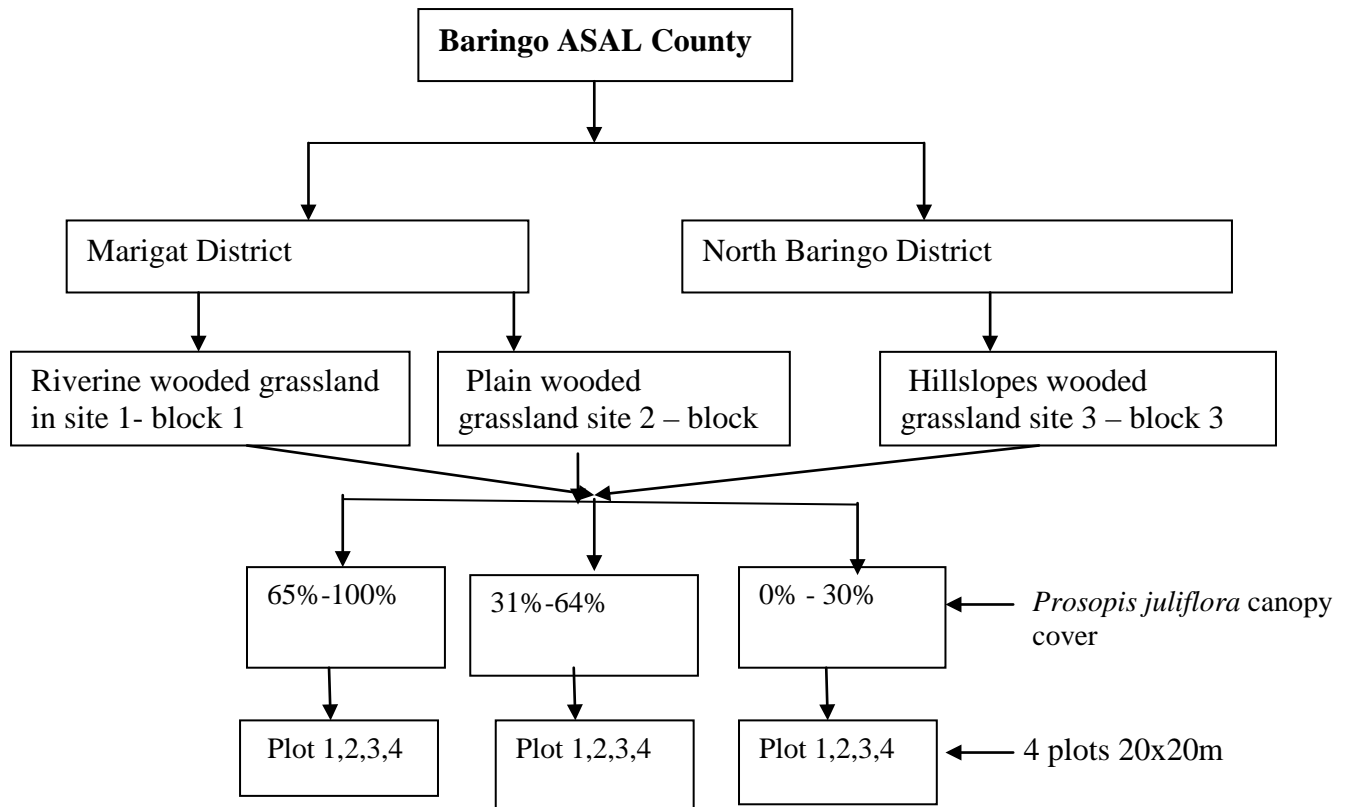 Baringo ASAL County
Marigat District
North Baringo District
Riverine wooded grassland
in site 1- block 1
Plain wooded
grassland site 2 – block
Hillslopes wooded
grassland site 3 – block 3
65%-100%
31%-64%
0% - 30%
Prosopis juliflora canopy
cover
Plot 1,2,3,4
Plot 1,2,3,4
Plot 1,2,3,4
4 plots 20x20m